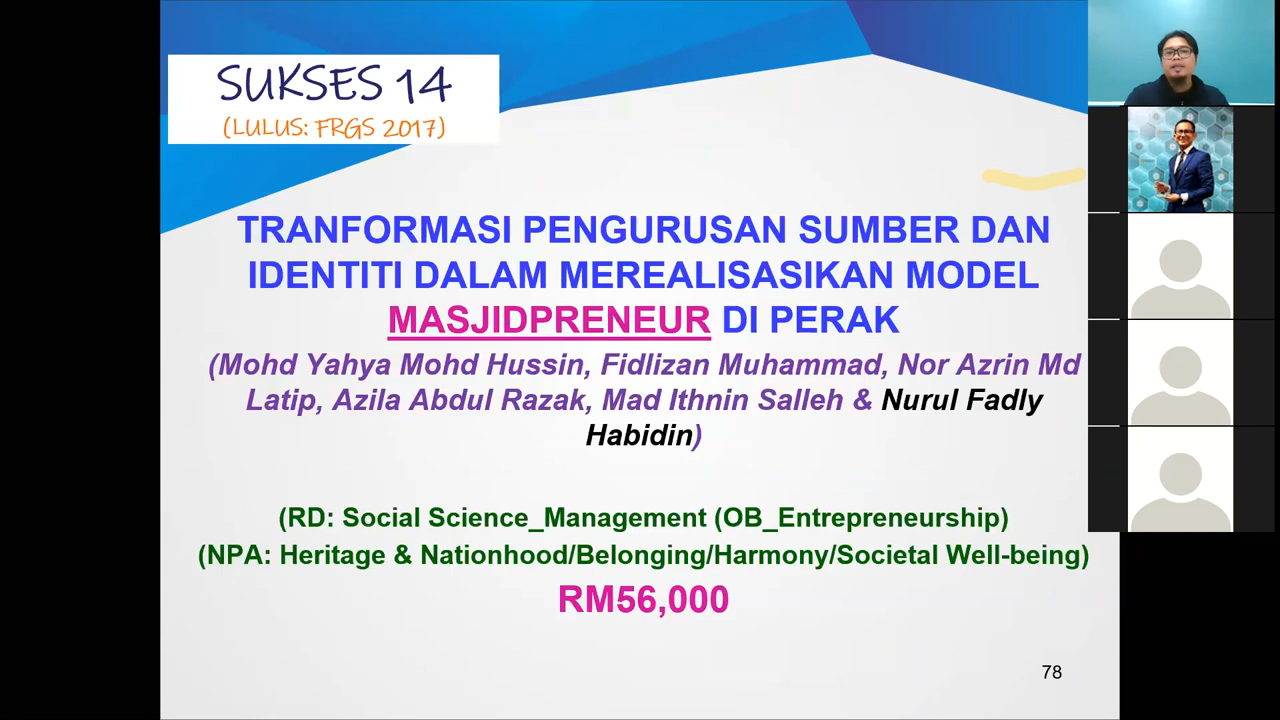 SUKSES 14
(LULUS: FRGS 2017)
TRANFORMASI PENGURUSAN SUMBER DAN
IDENTITI DALAM MEREALISASIKAN MODEL
MASJIDPRENEUR DI PERAK
(Mohd Yahya Mohd Hussin, Fidlizan Muhammad, Nor Azrin Md
Latip, Azila Abdul Razak, Mad Ithnin Salleh & Nurul Fadly
Habidin)
(RD: Social Science_Management (OB_Entrepreneurship)
(NPA: Heritage & Nationhood/Belonging/Harmony/Societal Well-being)
RM56,000
78